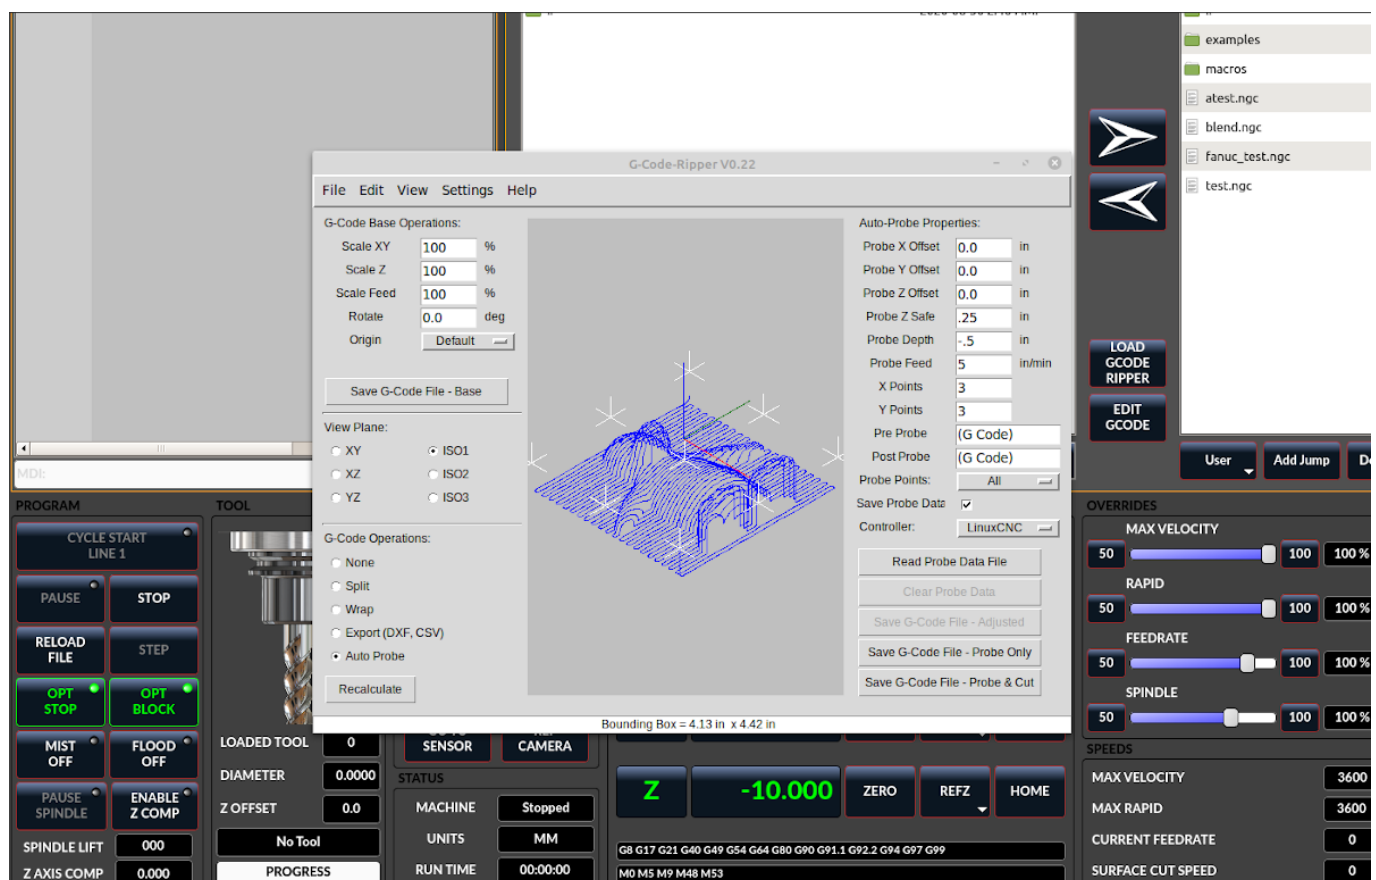 examples
macros
atest.ngc
blend.ngc
fanuc_test.ngc
test.ngc
G-Code-Ripper V0.22
File Edit View Settings Help
G-Code Base Operations:
Scale XY 100 %
Scale Z 100 %
Scale Feed 100 %
Rotate 0.0 deg
Origin Default
Save G-Code File - Base
View Plane:
XY ISO1
XZ ISO2
YZ ISO3
G-Code Operations:
None
Split
Wrap
Export (DXF, CSV)
Auto Probe
Recalculate
Auto-Probe Properties:
Probe X Offset 0.0 in
Probe Y Offset 0.0 in
Probe Z Offset 0.0 in
Probe Z Safe .25 in
Probe Depth -.5 in
Probe Feed 5 in/min
X Points 3
Y Points 3
Pre Probe (G Code)
Post Probe (G Code)
Probe Points: All
Save Probe Data
Controller: LinuxCNC
Read Probe Data File
Clear Probe Data
Save G-Code File - Adjusted
Save G-Code File - Probe Only
Save G-Code File - Probe & Cut
Bounding Box = 4.13 in x 4.42 in
LOAD
GCODE
RIPPER
EDIT
GCODE
User Add Jump
MDI:
PROGRAM
CYCLE START
LINE 1
PAUSE STOP
RELOAD
FILE
STEP
OPT
STOP
OPT
BLOCK
MIST
OFF
FLOOD
OFF
PAUSE
SPINDLE
ENABLE
Z COMP
SPINDLE LIFT 000
Z AXIS COMP 0.000
TOOL
LOADED TOOL 0
DIAMETER 0.0000
Z OFFSET 0.0
No Tool
PROGRESS
SENSOR
CAMERA
STATUS
MACHINE Stopped
UNITS MM
RUN TIME 00:00:00
Z -10.000 ZERO REFZ HOME
G8 G17 G21 G40 G49 G54 G64 G80 G90 G91.1 G92.2 G94 G97 G99
M0 M5 M9 M48 M53
OVERRIDES
MAX VELOCITY
50 100 100 %
RAPID
50 100 100 %
FEEDRATE
50 100 100 %
SPINDLE
50 100 100 %
SPEEDS
MAX VELOCITY 3600
MAX RAPID 3600
CURRENT FEEDRATE 0
SURFACE CUT SPEED 0